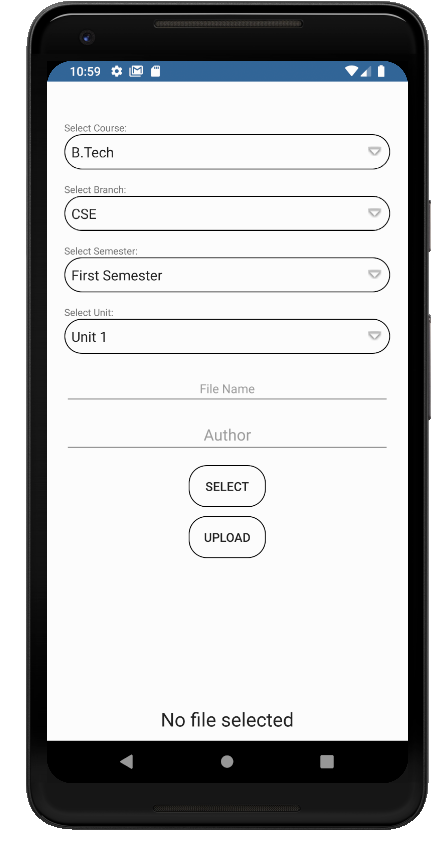 10:59
Select Course:
B.Tech
Select Branch:
CSE
Select Semester:
First Semester
Select Unit:
Unit 1
File Name
Author
SELECT
UPLOAD
No file selected